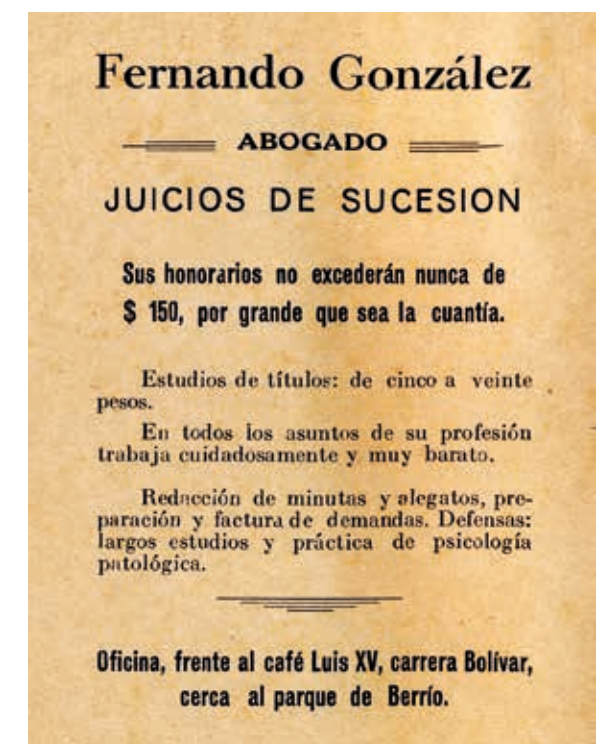 Fernando González
ABOGADO
JUICIOS DE SUCESION
Sus honorarios no excederán nunca de
$ 150, por grande que sea la cuantía.
Estudios de títulos: de cinco a veinte
pesos.
En todos los asuntos de su profesión
trabaja cuidadosamente y muy barato.
Redacción de minutas y alegatos, pre-
paración y factura de demandas. Defensas:
largos estudios y práctica de psicología
patológica.
Oficina, frente al café Luis XV, carrera Bolívar,
cerca al parque de Berrío.